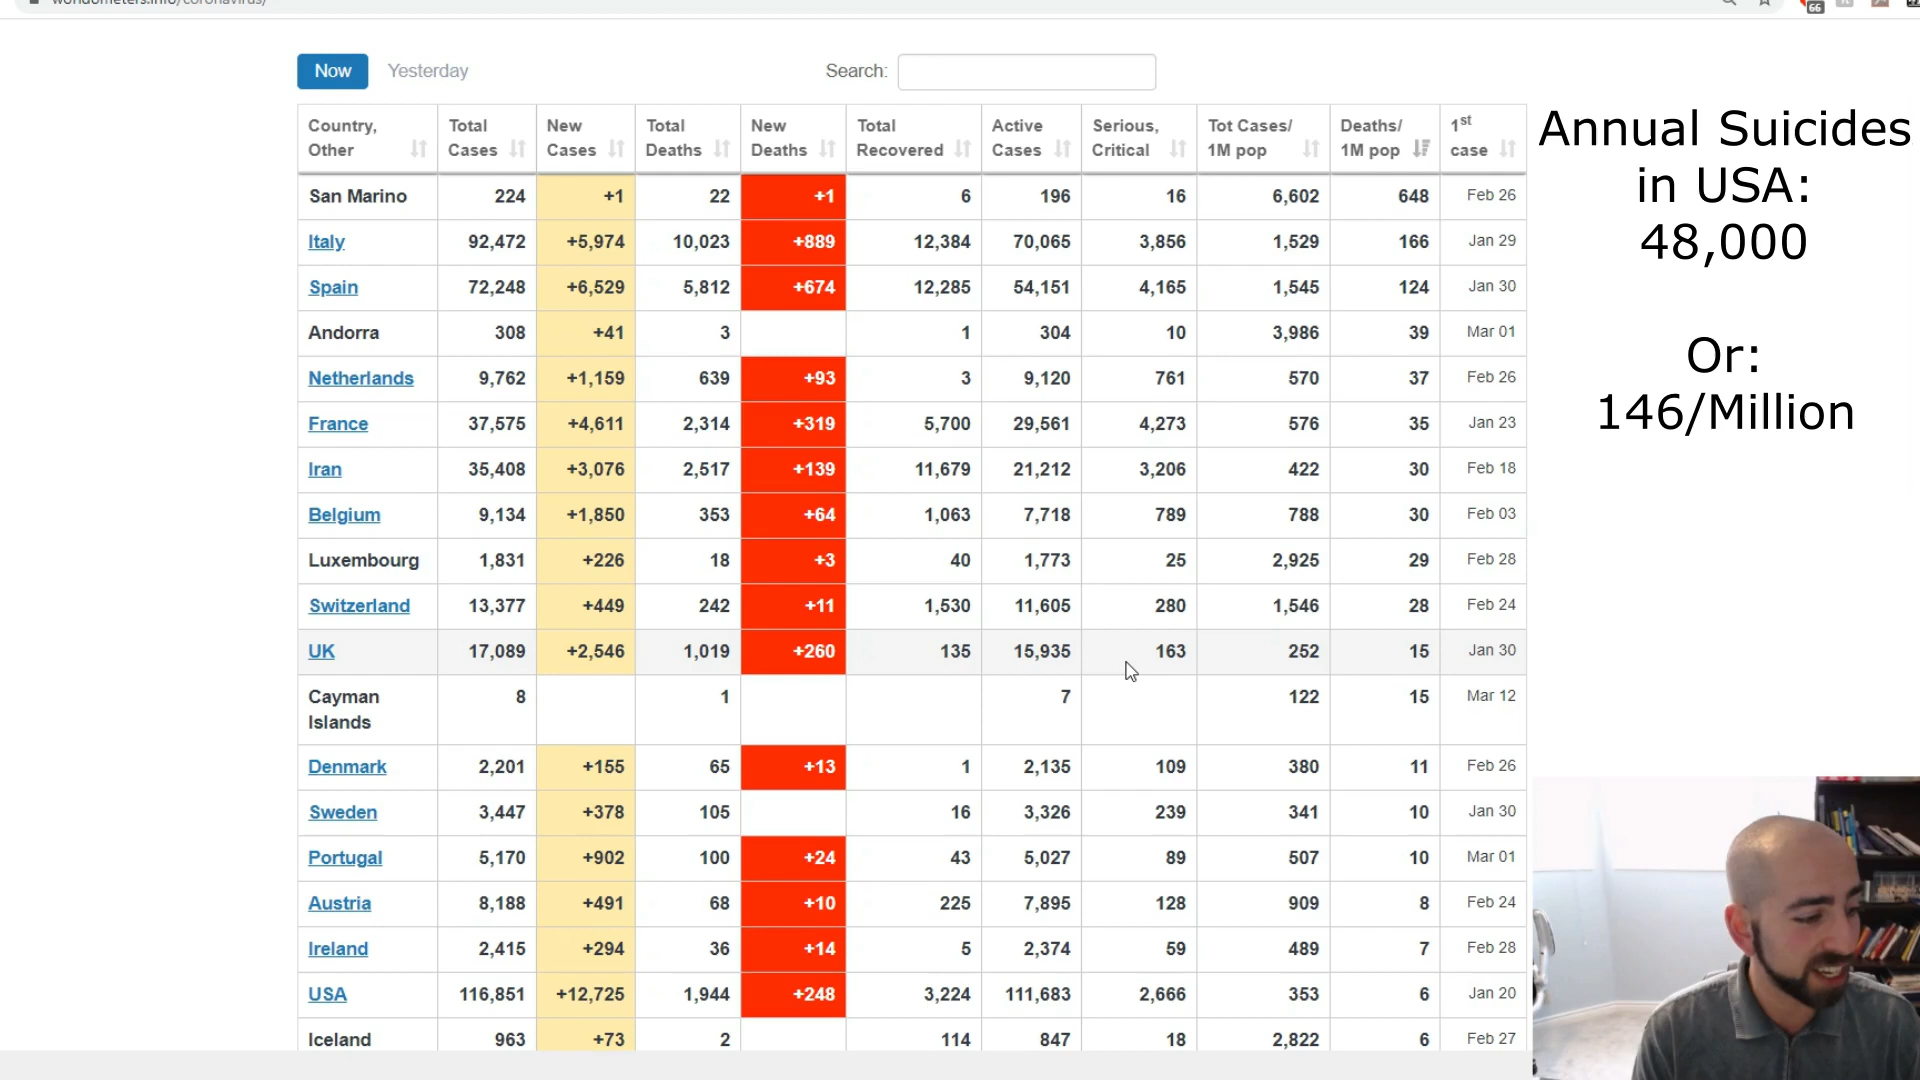 worldometers.info/coronavirus/
66
Now Yesterday Search:
Country, Other Total Cases New Cases Total Deaths New Deaths Total Recovered Active Cases Serious, Critical Tot Cases/ 1M pop Deaths/ 1M pop 1st case
San Marino 224 +1 22 +1 6 196 16 6,602 648 Feb 26
Italy 92,472 +5,974 10,023 +889 12,384 70,065 3,856 1,529 166 Jan 29
Spain 72,248 +6,529 5,812 +674 12,285 54,151 4,165 1,545 124 Jan 30
Andorra 308 +41 3 1 304 10 3,986 39 Mar 01
Netherlands 9,762 +1,159 639 +93 3 9,120 761 570 37 Feb 26
France 37,575 +4,611 2,314 +319 5,700 29,561 4,273 576 35 Jan 23
Iran 35,408 +3,076 2,517 +139 11,679 21,212 3,206 422 30 Feb 18
Belgium 9,134 +1,850 353 +64 1,063 7,718 789 788 30 Feb 03
Luxembourg 1,831 +226 18 +3 40 1,773 25 2,925 29 Feb 28
Switzerland 13,377 +449 242 +11 1,530 11,605 280 1,546 28 Feb 24
UK 17,089 +2,546 1,019 +260 135 15,935 163 252 15 Jan 30
Cayman Islands 8 1 7 122 15 Mar 12
Denmark 2,201 +155 65 +13 1 2,135 109 380 11 Feb 26
Sweden 3,447 +378 105 16 3,326 239 341 10 Jan 30
Portugal 5,170 +902 100 +24 43 5,027 89 507 10 Mar 01
Austria 8,188 +491 68 +10 225 7,895 128 909 8 Feb 24
Ireland 2,415 +294 36 +14 5 2,374 59 489 7 Feb 28
USA 116,851 +12,725 1,944 +248 3,224 111,683 2,666 353 6 Jan 20
Iceland 963 +73 2 114 847 18 2,822 6 Feb 27
Annual Suicides
in USA:
48,000
Or:
146/Million